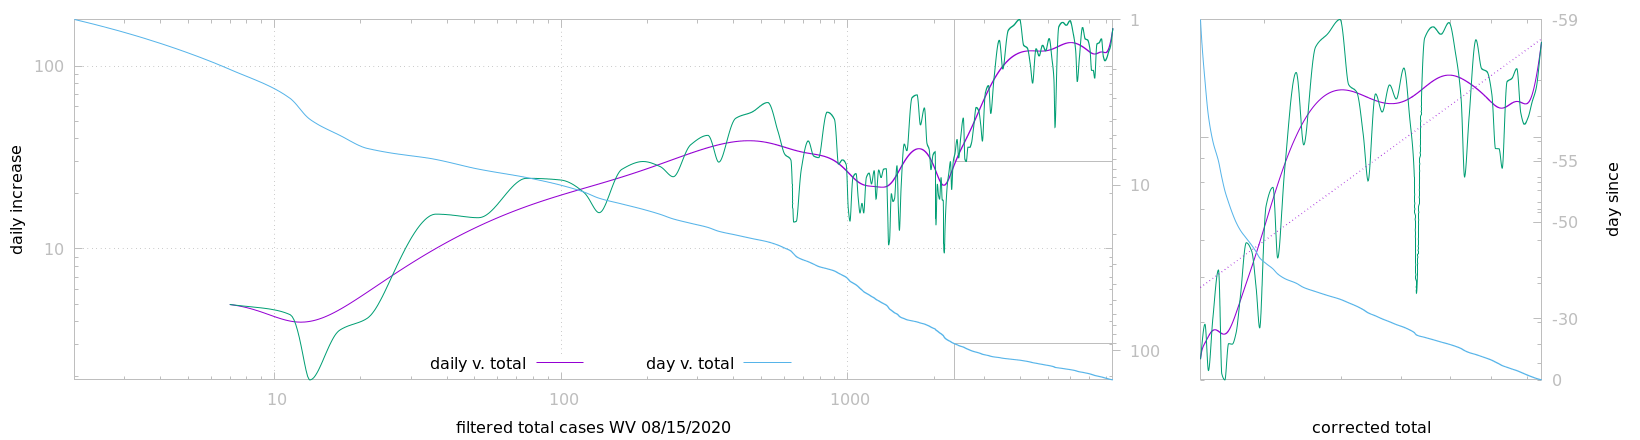 100
10
daily increase
daily v. total
day v. total
10
100
1000
filtered total cases WV 08/15/2020
1
10
100
-59
-55
-50
-30
0
day since
corrected total